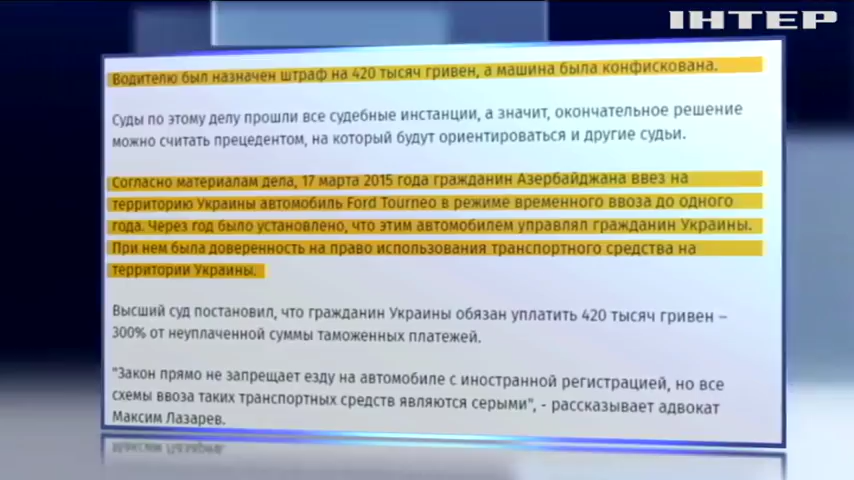 ІНТЕР
Водителю был назначен штраф на 420 тысяч гривен, а машина была конфискована.
Суды по этому делу прошли все судебные инстанции, а значит, окончательное решение
можно считать прецедентом, на который будут ориентироваться и другие судьи.
Согласно материалам дела, 17 марта 2015 года гражданин Азербайджана ввез на
территорию Украины автомобиль Ford Tourneo в режиме временного ввоза до одного
года. Через год было установлено, что этим автомобилем управлял гражданин Украины.
При нем была доверенность на право использования транспортного средства на
территории Украины.
Высший суд постановил, что гражданин Украины обязан уплатить 420 тысяч гривен –
300% от неуплаченной суммы таможенных платежей.
"Закон прямо не запрещает езду на автомобиле с иностранной регистрацией, но все
схемы ввоза таких транспортных средств являются серыми", - рассказывает адвокат
Максим Лазарев.